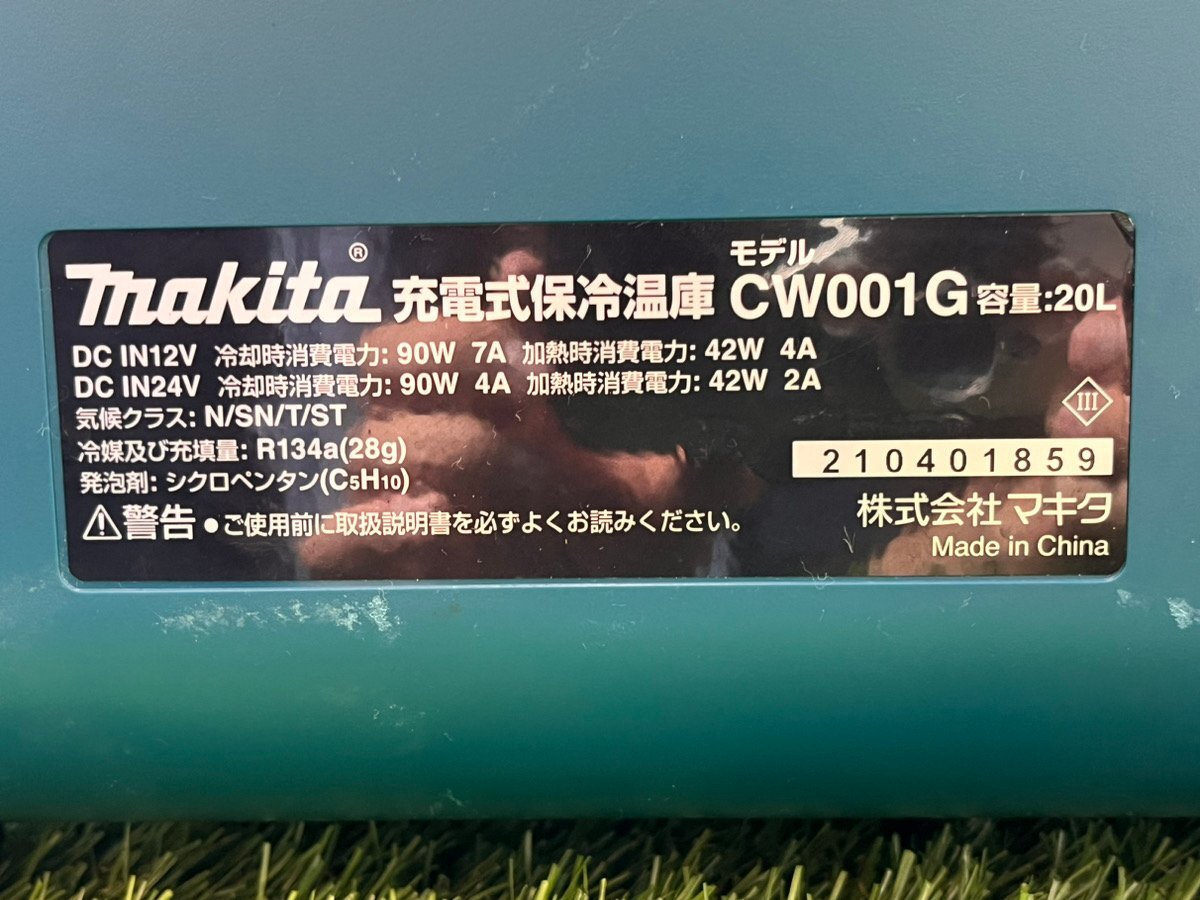 makita® 充電式保冷温庫 モデル CW001G 容量:20L
DC IN12V 冷却時消費電力: 90W 7A 加熱時消費電力: 42W 4A
DC IN24V 冷却時消費電力: 90W 4A 加熱時消費電力: 42W 2A
気候クラス: N/SN/T/ST
III
冷媒及び充填量: R134a(28g)
210401859
発泡剤: シクロペンタン(C5H10)
⚠警告 ●ご使用前に取扱説明書を必ずよくお読みください。
株式会社 マキタ
Made in China